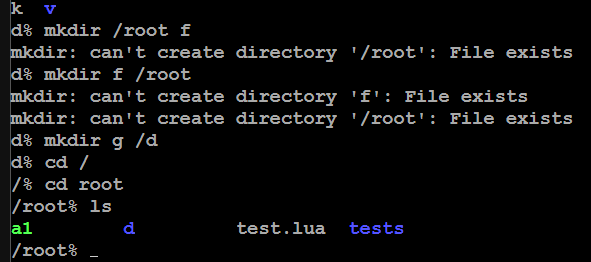 k  v
d% mkdir /root f
mkdir: can't create directory '/root': File exists
d% mkdir f /root
mkdir: can't create directory 'f': File exists
mkdir: can't create directory '/root': File exists
d% mkdir g /d
d% cd /
/% cd root
/root% ls
a1        d         test.lua  tests
/root% _